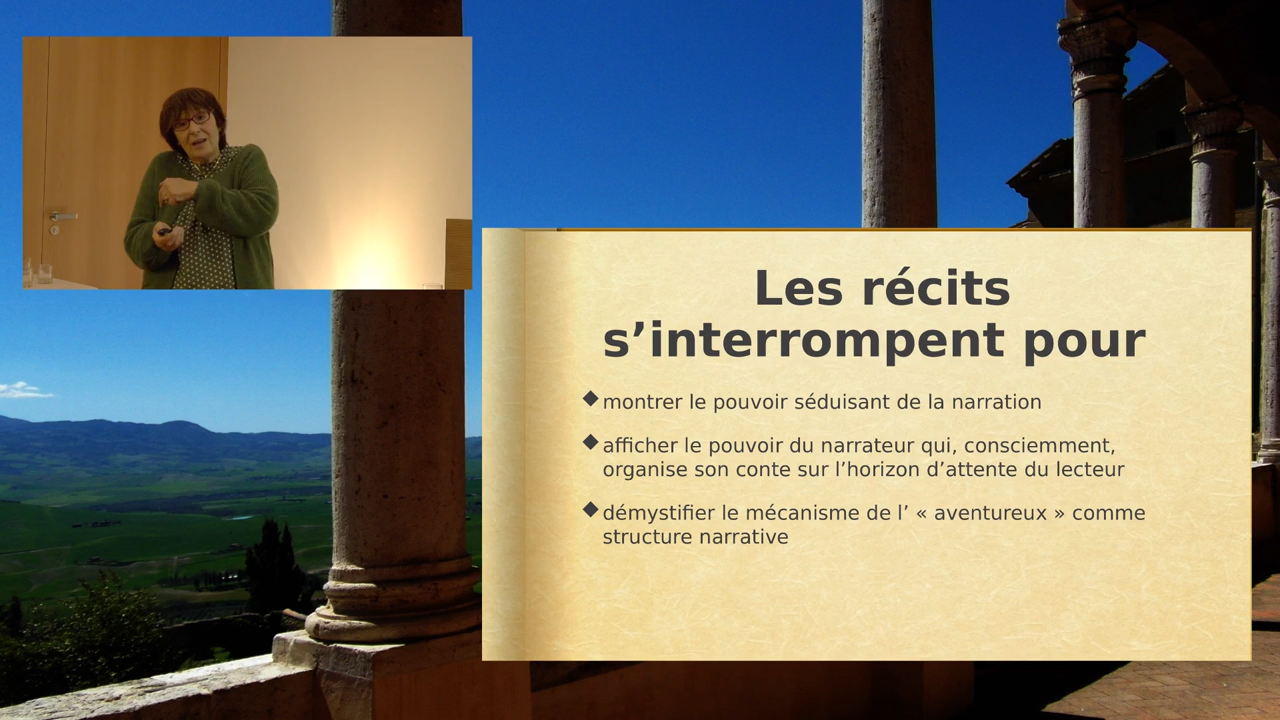 Les récits
s’interrompent pour
◆montrer le pouvoir séduisant de la narration
◆afficher le pouvoir du narrateur qui, consciemment,
organise son conte sur l’horizon d’attente du lecteur
◆démystifier le mécanisme de l’ « aventureux » comme
structure narrative